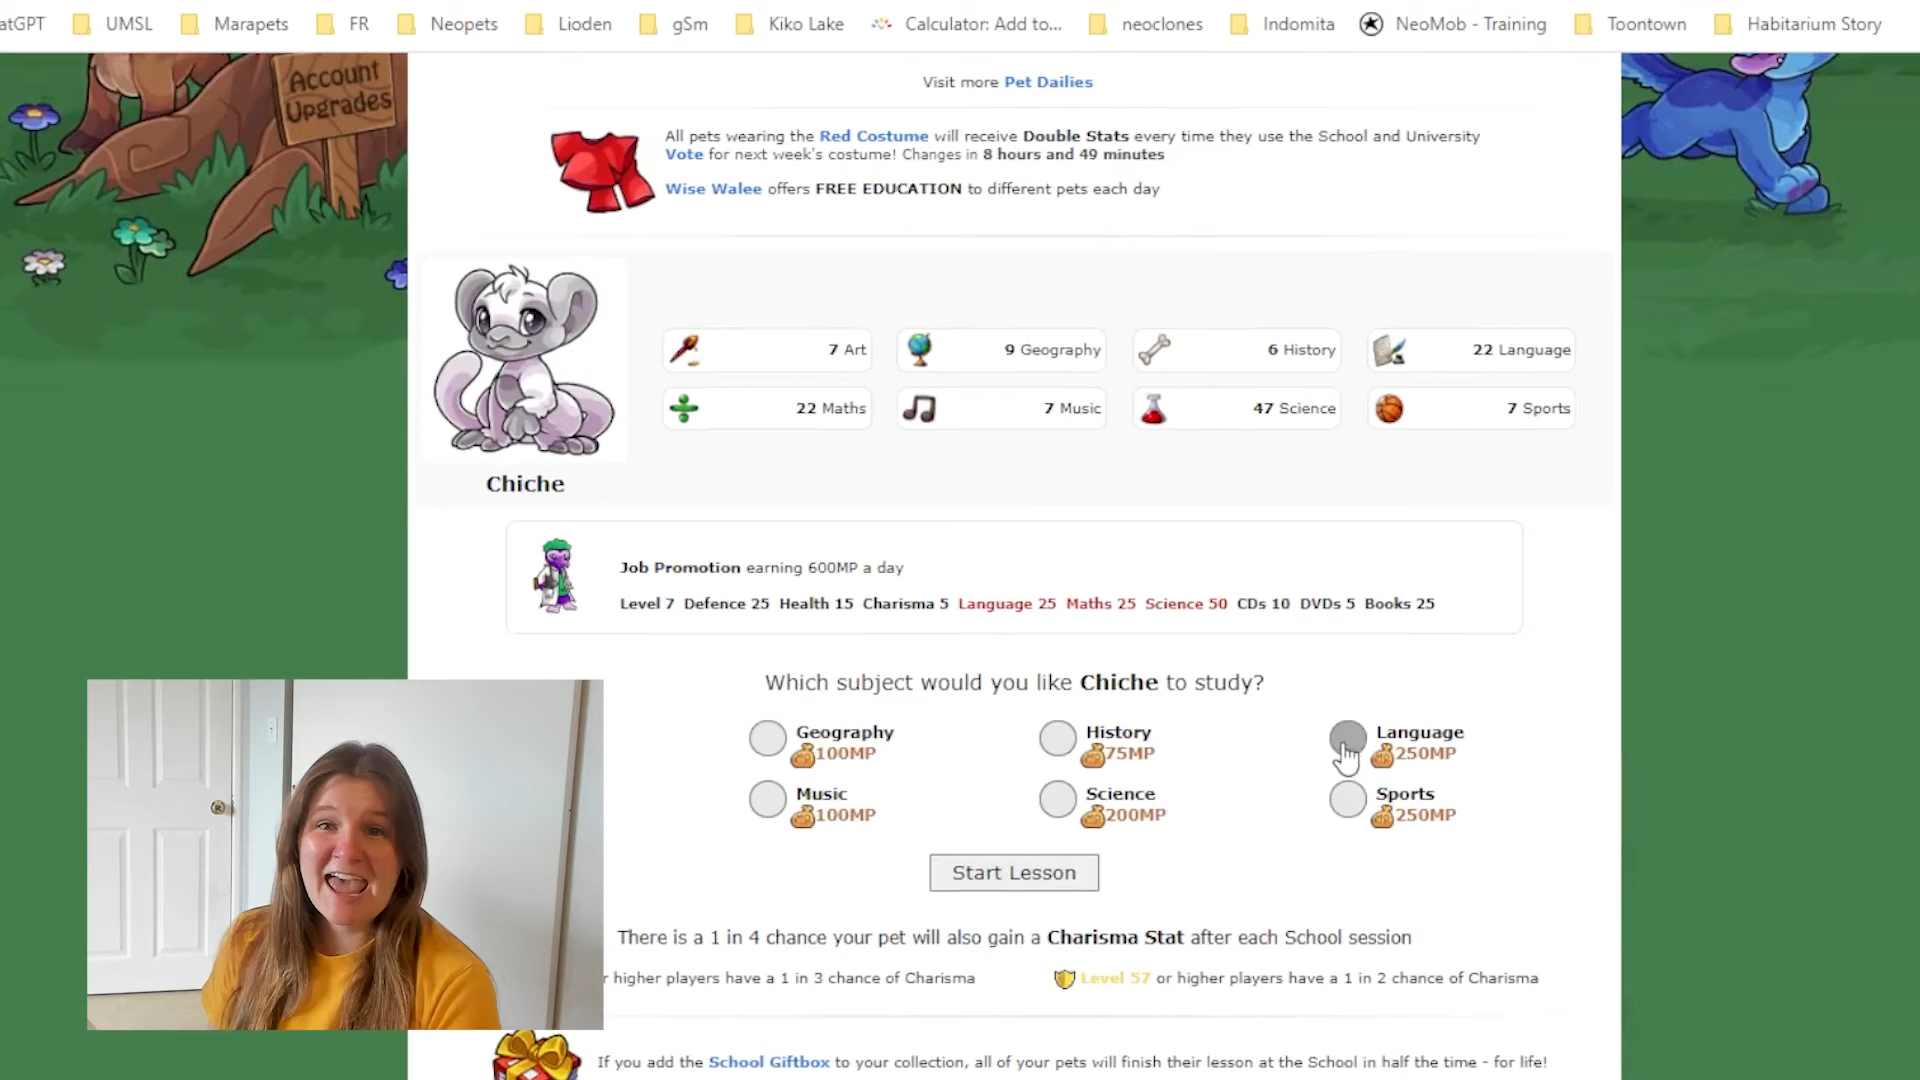 atGPT UMSL Marapets FR Neopets Lioden gSm Kiko Lake Calculator: Add to... neoclones Indomita NeoMob - Training Toontown Habitarium Story
Account
Upgrades
Visit more Pet Dailies
All pets wearing the Red Costume will receive Double Stats every time they use the School and University
Vote for next week's costume! Changes in 8 hours and 49 minutes
Wise Walee offers FREE EDUCATION to different pets each day
7 Art 9 Geography 6 History 22 Language
22 Maths 7 Music 47 Science 7 Sports
Chiche
Job Promotion earning 600MP a day
Level 7 Defence 25 Health 15 Charisma 5 Language 25 Maths 25 Science 50 CDs 10 DVDs 5 Books 25
Which subject would you like Chiche to study?
Geography History Language
100MP 75MP 250MP
Music Science Sports
100MP 200MP 250MP
Start Lesson
There is a 1 in 4 chance your pet will also gain a Charisma Stat after each School session
r higher players have a 1 in 3 chance of Charisma Level 57 or higher players have a 1 in 2 chance of Charisma
If you add the School Giftbox to your collection, all of your pets will finish their lesson at the School in half the time - for life!